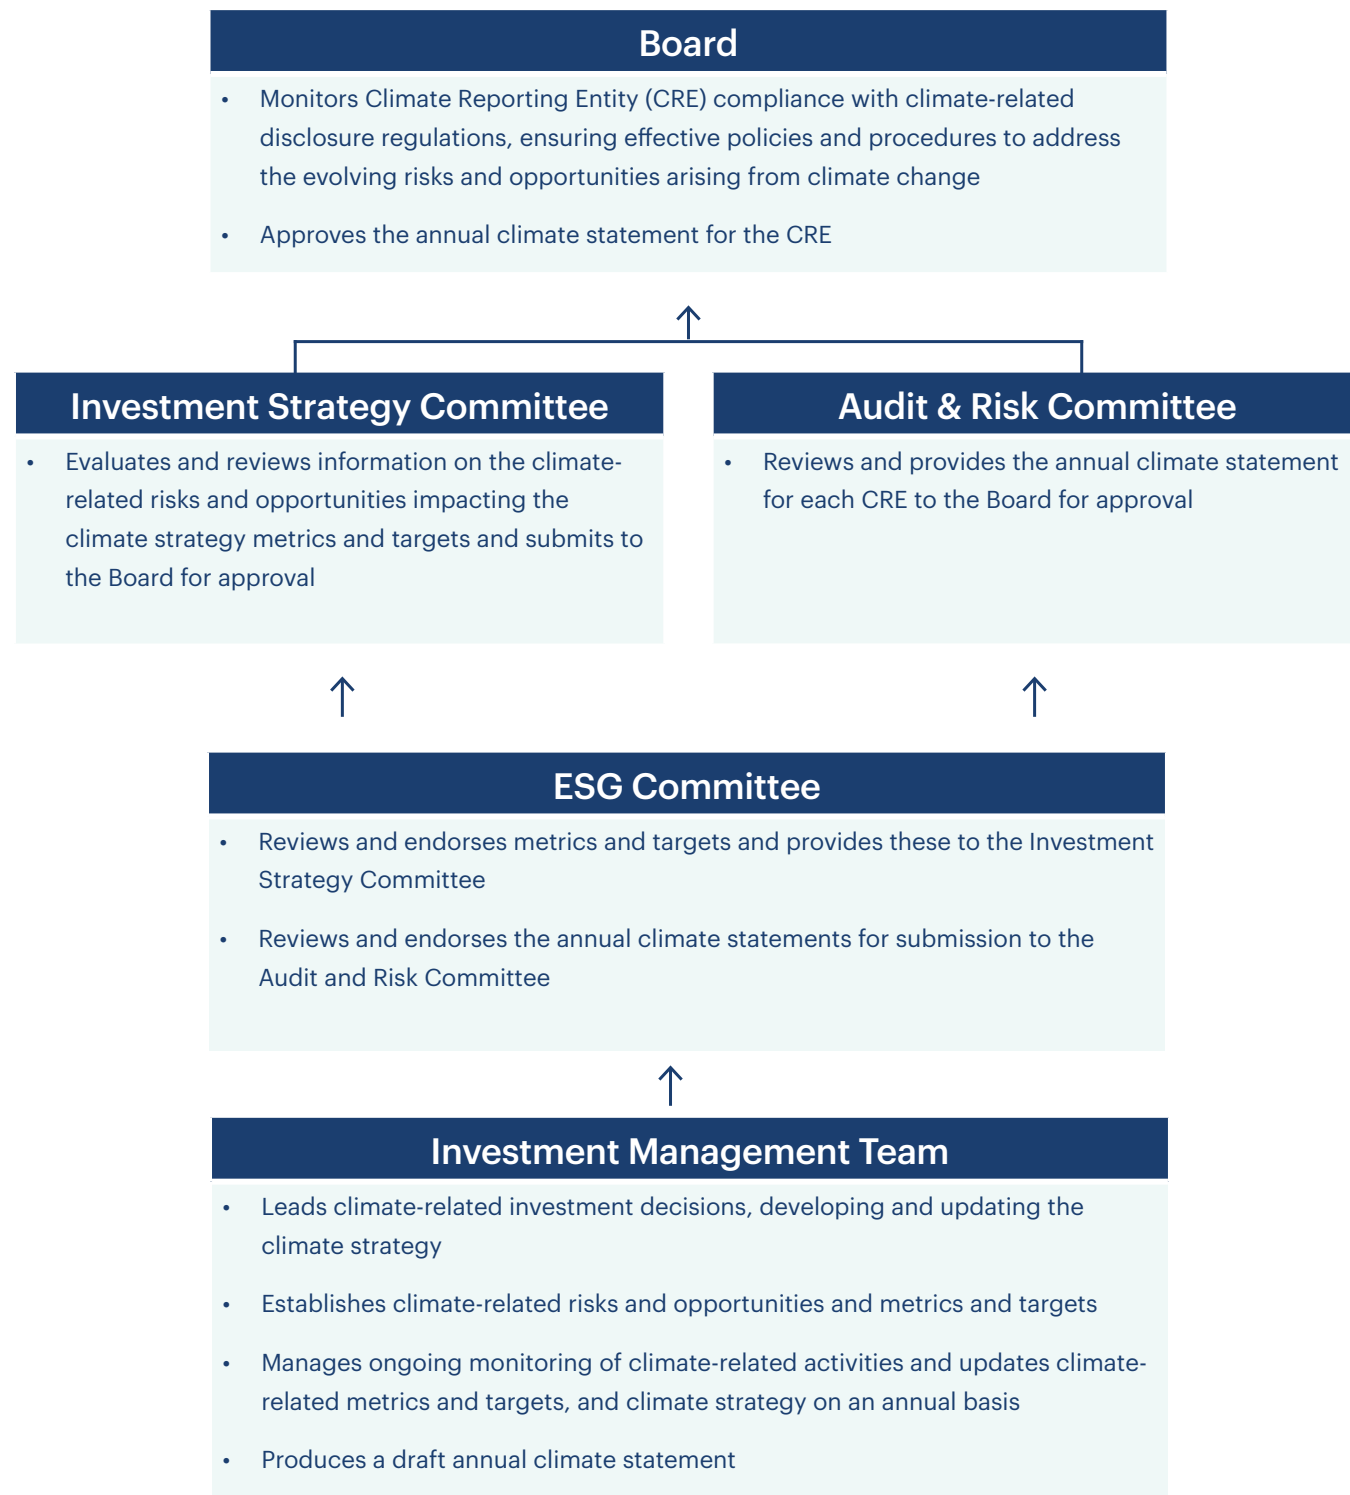 Board
• Monitors Climate Reporting Entity (CRE) compliance with climate-related
disclosure regulations, ensuring effective policies and procedures to address
the evolving risks and opportunities arising from climate change
• Approves the annual climate statement for the CRE
Investment Strategy Committee
• Evaluates and reviews information on the climate-
related risks and opportunities impacting the
climate strategy metrics and targets and submits to
the Board for approval
Audit & Risk Committee
• Reviews and provides the annual climate statement
for each CRE to the Board for approval
ESG Committee
• Reviews and endorses metrics and targets and provides these to the Investment
Strategy Committee
• Reviews and endorses the annual climate statements for submission to the
Audit and Risk Committee
Investment Management Team
• Leads climate-related investment decisions, developing and updating the
climate strategy
• Establishes climate-related risks and opportunities and metrics and targets
• Manages ongoing monitoring of climate-related activities and updates climate-
related metrics and targets, and climate strategy on an annual basis
• Produces a draft annual climate statement